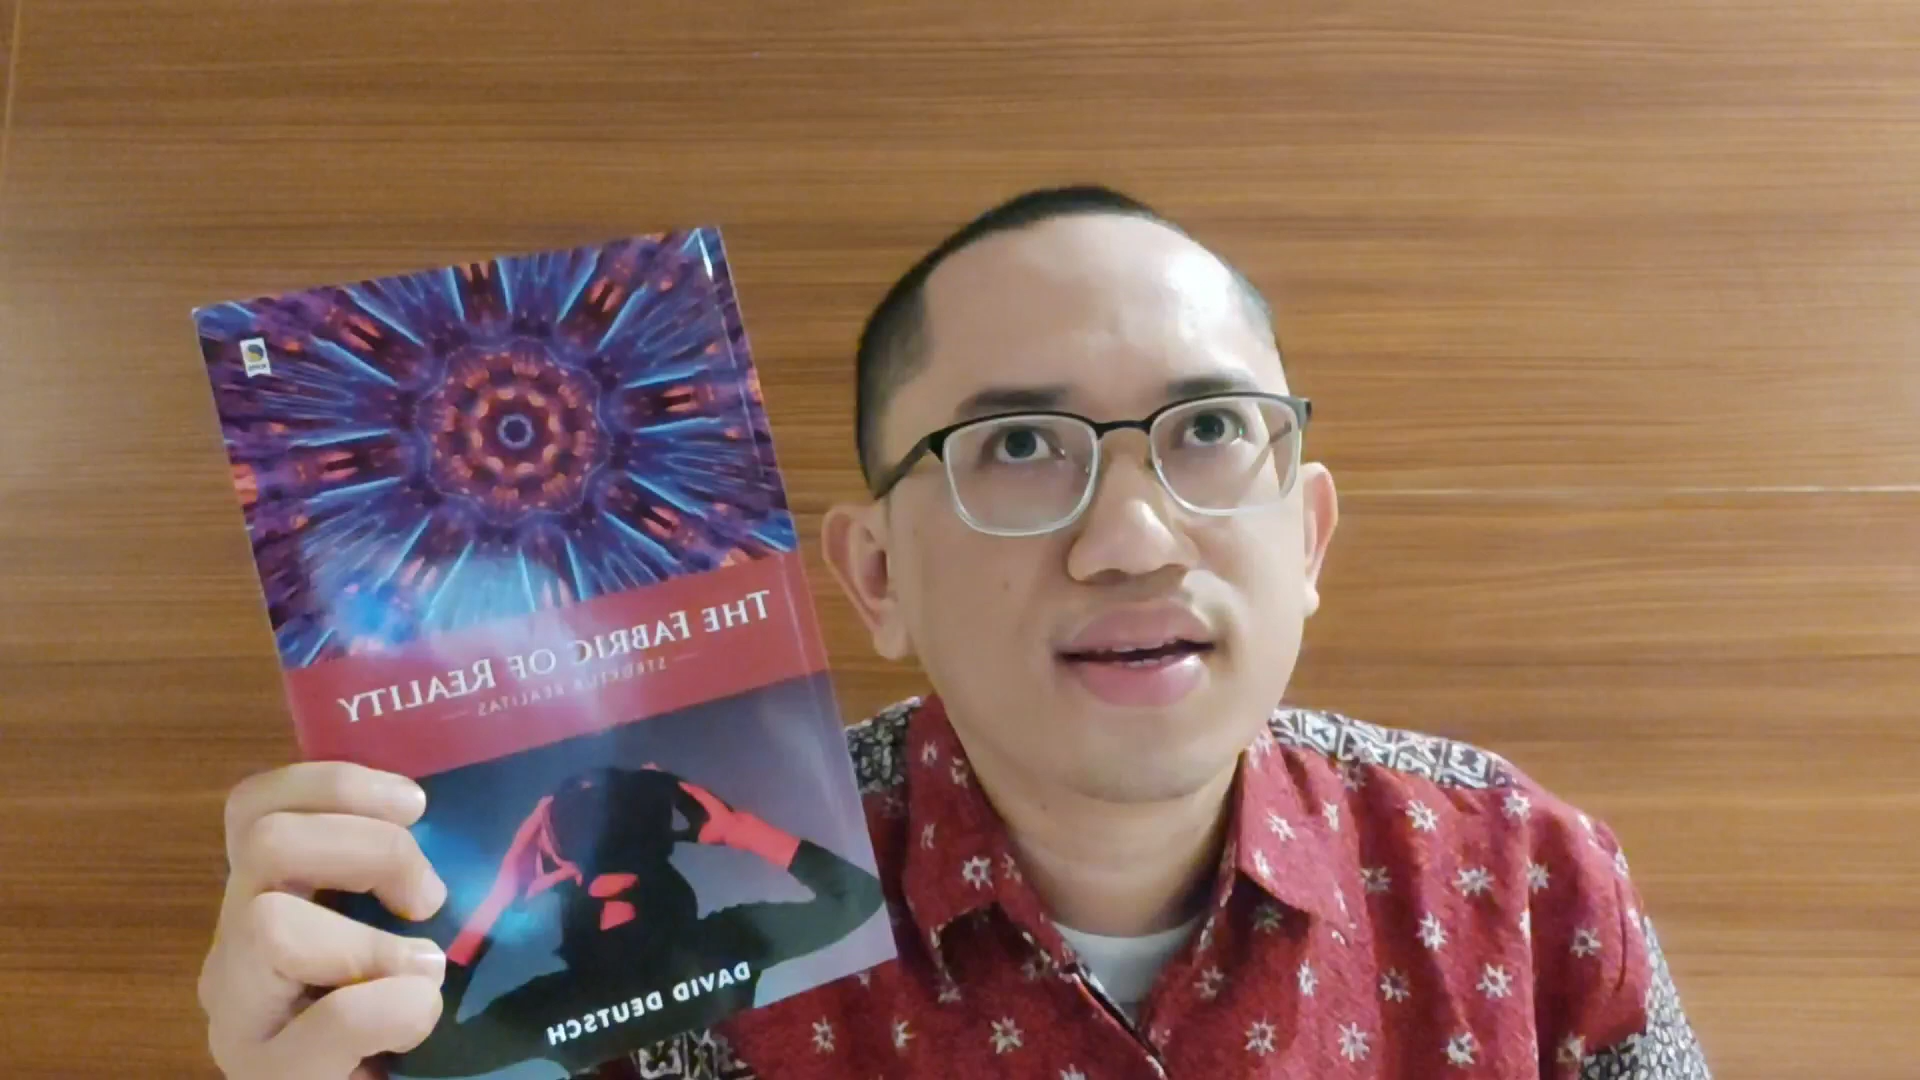 THE FABRIC OF REALITY
STRUKTUR REALITAS
DAVID DEUTSCH